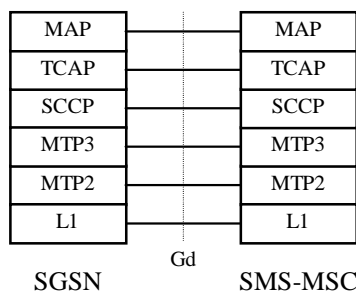 MAP MAP
TCAP TCAP
SCCP SCCP
MTP3 MTP3
MTP2 MTP2
L1 L1
Gd
SGSN SMS-MSC